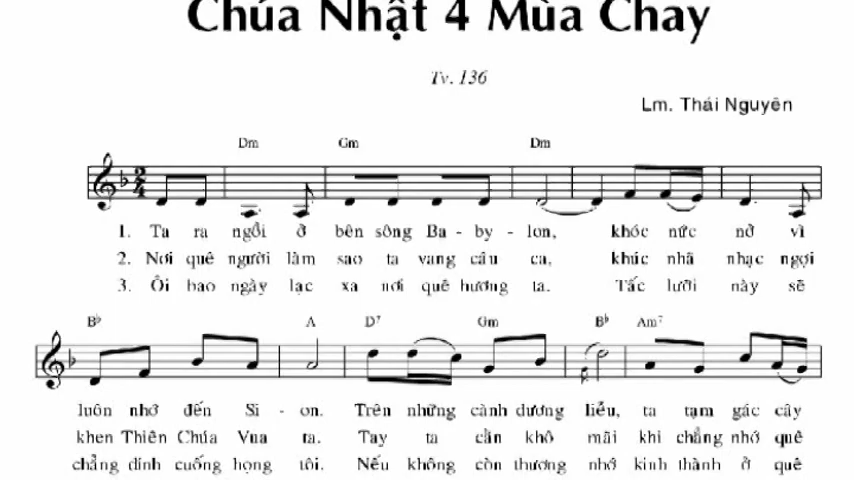 Chúa Nhật 4 Mùa Chay
Tv. 136
Lm. Thái Nguyên
Dm Gm Dm
1. Ta ra ngồi ở bên sông Ba - by - lon, khóc nức nở vì
2. Nơi quê người làm sao ta vang câu ca, khúc nhã nhạc ngợi
3. Ôi bao ngày lạc xa nơi quê hương ta. Tấc lưỡi này sẽ
B♭ A D7 Gm B♭ Am7
luôn nhớ đến Si - on. Trên những cành dương liễu, ta tạm gác cây
khen Thiên Chúa Vua ta. Tay ta cằn khô mãi khi chẳng nhớ quê
chẳng dính cuống họng tôi. Nếu không còn thương nhớ kinh thành ở quê